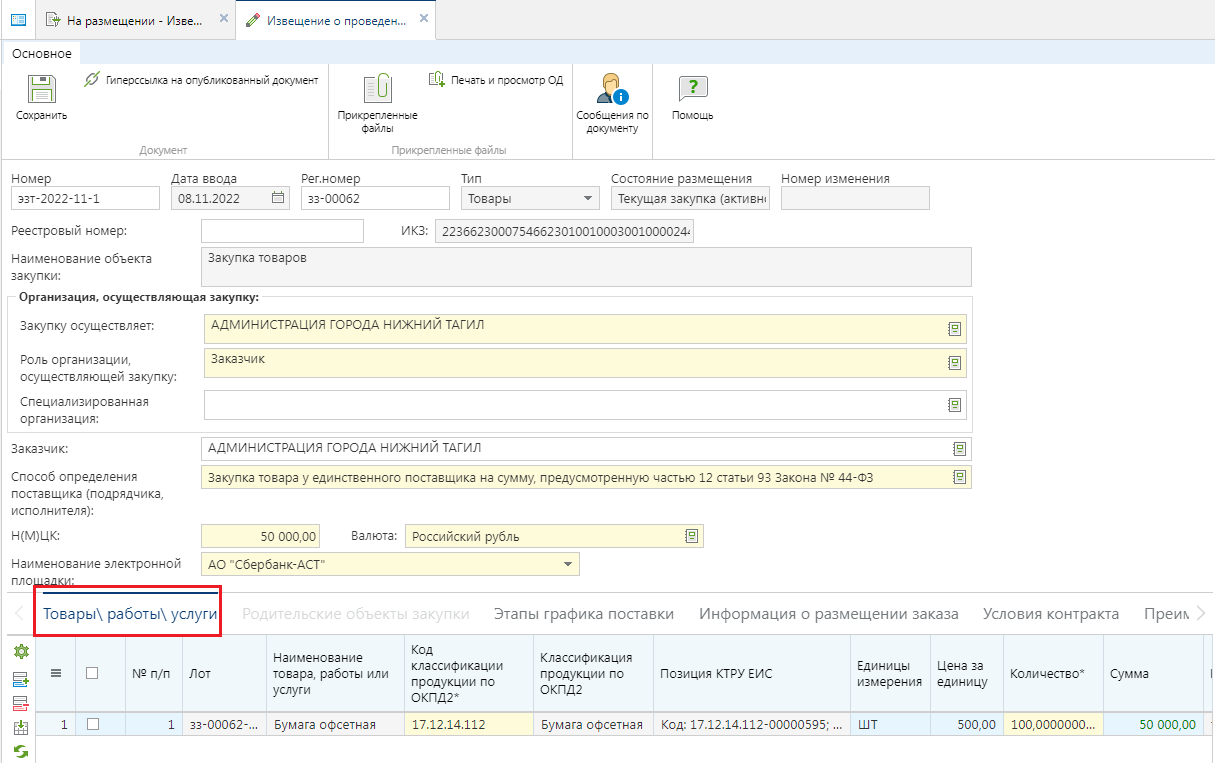 На размещении - Изве...
Извещение о проведен...
Основное
Сохранить
Гиперссылка на опубликованный документ
Документ
Прикрепленные
файлы
Печать и просмотр ОД
Прикрепленные файлы
Сообщения по
документу
Помощь
Номер
Дата ввода
Рег.номер
Тип
Состояние размещения
Номер изменения
эзт-2022-11-1
08.11.2022
зз-00062
Товары
Текущая закупка (активн
Реестровый номер:
ИКЗ:
Наименование объекта
закупки:
Закупка товаров
Организация, осуществляющая закупку:
Закупку осуществляет:
АДМИНИСТРАЦИЯ ГОРОДА НИЖНИЙ ТАГИЛ
Роль организации,
осуществляющей закупку:
Заказчик
Специализированная
организация:
Заказчик:
АДМИНИСТРАЦИЯ ГОРОДА НИЖНИЙ ТАГИЛ
Способ определения
поставщика (подрядчика,
исполнителя):
Закупка товара у единственного поставщика на сумму, предусмотренную частью 12 статьи 93 Закона № 44-ФЗ
Н(М)ЦК:
50 000,00
Валюта:
Российский рубль
Наименование электронной
площадки:
АО "Сбербанк-АСТ"
Товары\ работы\ услуги
Родительские объекты закупки
Этапы графика поставки
Информация о размещении заказа
Условия контракта
Преим
№ п/п
Лот
Наименование
товара, работы или
услуги
Код
классификации
продукции по
ОКПД2*
Классификация
продукции по
ОКПД2
Позиция КТРУ ЕИС
Единицы
измерения
Цена за
единицу
Количество*
Сумма
1
1
зз-00062-...
Бумага офсетная
17.12.14.112
Бумага офсетная
Код: 17.12.14.112-00000595; ...
ШТ
500,00
100,0000000...
50 000,00